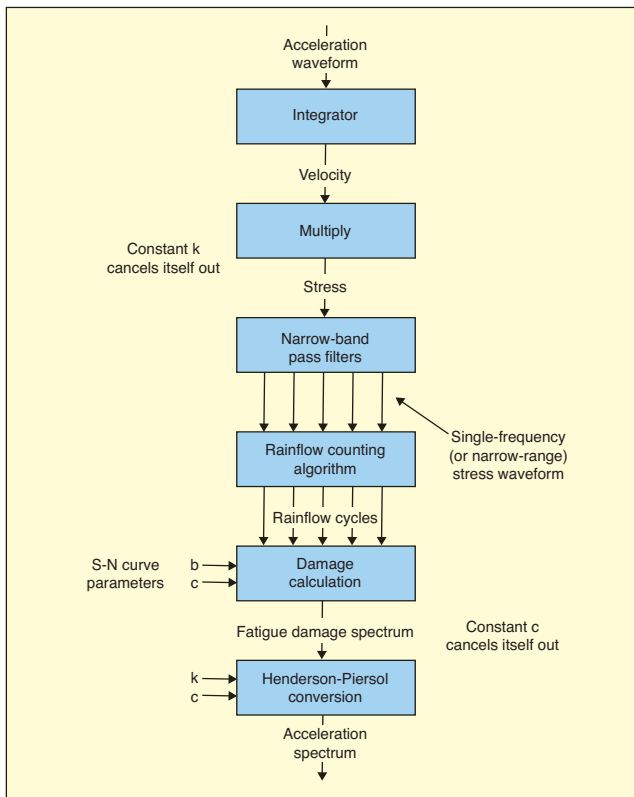 Acceleration
waveform
Integrator
Velocity
Multiply
Constant k
cancels itself out
Stress
Narrow-band
pass filters
Single-frequency
(or narrow-range)
stress waveform
Rainflow counting
algorithm
Rainflow cycles
S-N curve
parameters
b
c
Damage
calculation
Fatigue damage spectrum
Constant c
cancels itself out
k
c
Henderson-Piersol
conversion
Acceleration
spectrum